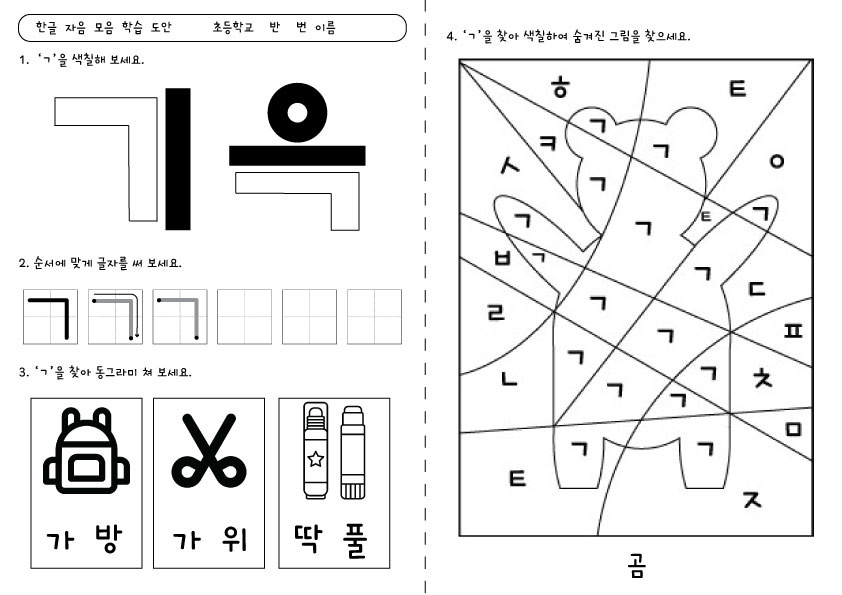 한글 자음 모음 학습 도안 초등학교 반 번 이름
1. ‘ㄱ’을 색칠해 보세요.
기
윽
2. 순서에 맞게 글자를 써 보세요.
ㄱ ㄱ ㄱ
3. ‘ㄱ’을 찾아 동그라미 쳐 보세요.
가 방
가 위
딱 풀
4. ‘ㄱ’을 찾아 색칠하여 숨겨진 그림을 찾으세요.
ㅎ ㅌ
ㅋ ㄱ ㄱ
ㅅ ㄱ ㅇ
ㄱ ㄱ ㅌ ㄱ
ㅂ ㄱ ㄱ ㄷ
ㄹ ㄱ ㄱ ㅍ
ㄴ ㄱ ㄱ ㄱ ㄱ ㅊ
ㅁ
ㅌ ㄱ ㄱ ㅈ
곰